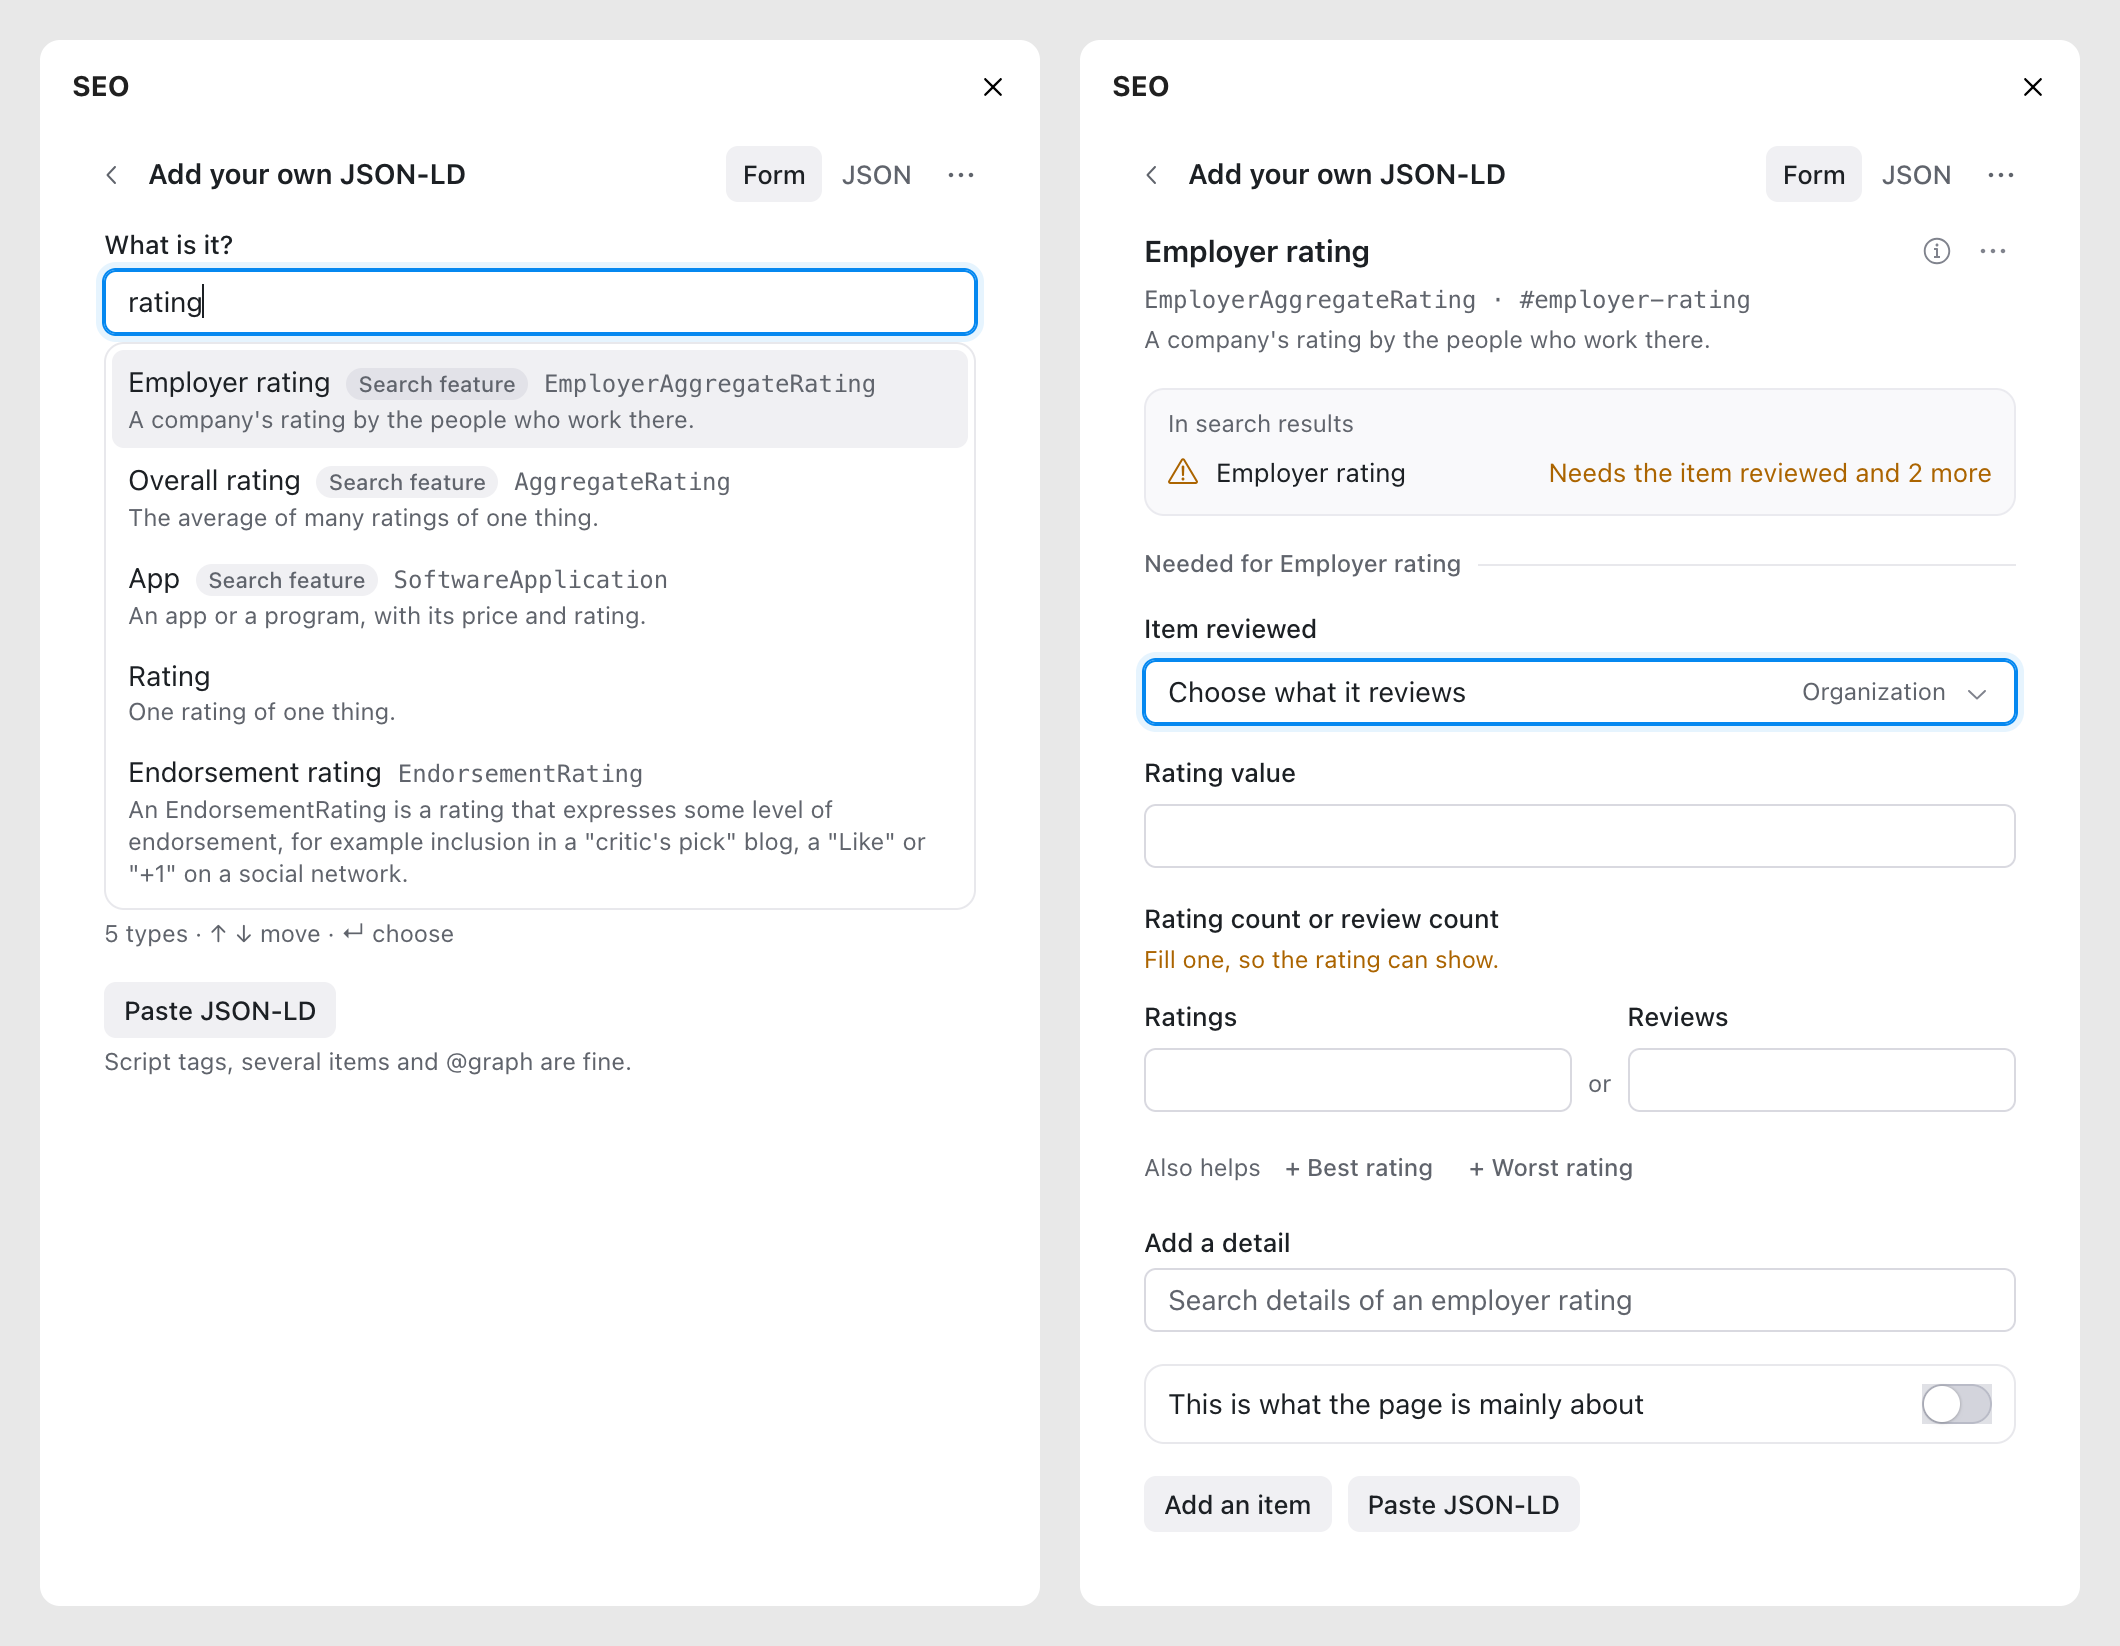 SEO
Add your own JSON-LD
Form
JSON
What is it?
rating
Employer rating Search feature EmployerAggregateRating
A company's rating by the people who work there.
Overall rating Search feature AggregateRating
The average of many ratings of one thing.
App Search feature SoftwareApplication
An app or a program, with its price and rating.
Rating
One rating of one thing.
Endorsement rating EndorsementRating
An EndorsementRating is a rating that expresses some level of
endorsement, for example inclusion in a "critic's pick" blog, a "Like" or
"+1" on a social network.
5 types · ↑ ↓ move · ↵ choose
Paste JSON-LD
Script tags, several items and @graph are fine.
SEO
Add your own JSON-LD
Form
JSON
Employer rating
EmployerAggregateRating · #employer-rating
A company's rating by the people who work there.
In search results
Employer rating Needs the item reviewed and 2 more
Needed for Employer rating
Item reviewed
Choose what it reviews Organization
Rating value
Rating count or review count
Fill one, so the rating can show.
Ratings Reviews
or
Also helps + Best rating + Worst rating
Add a detail
Search details of an employer rating
This is what the page is mainly about
Add an item Paste JSON-LD